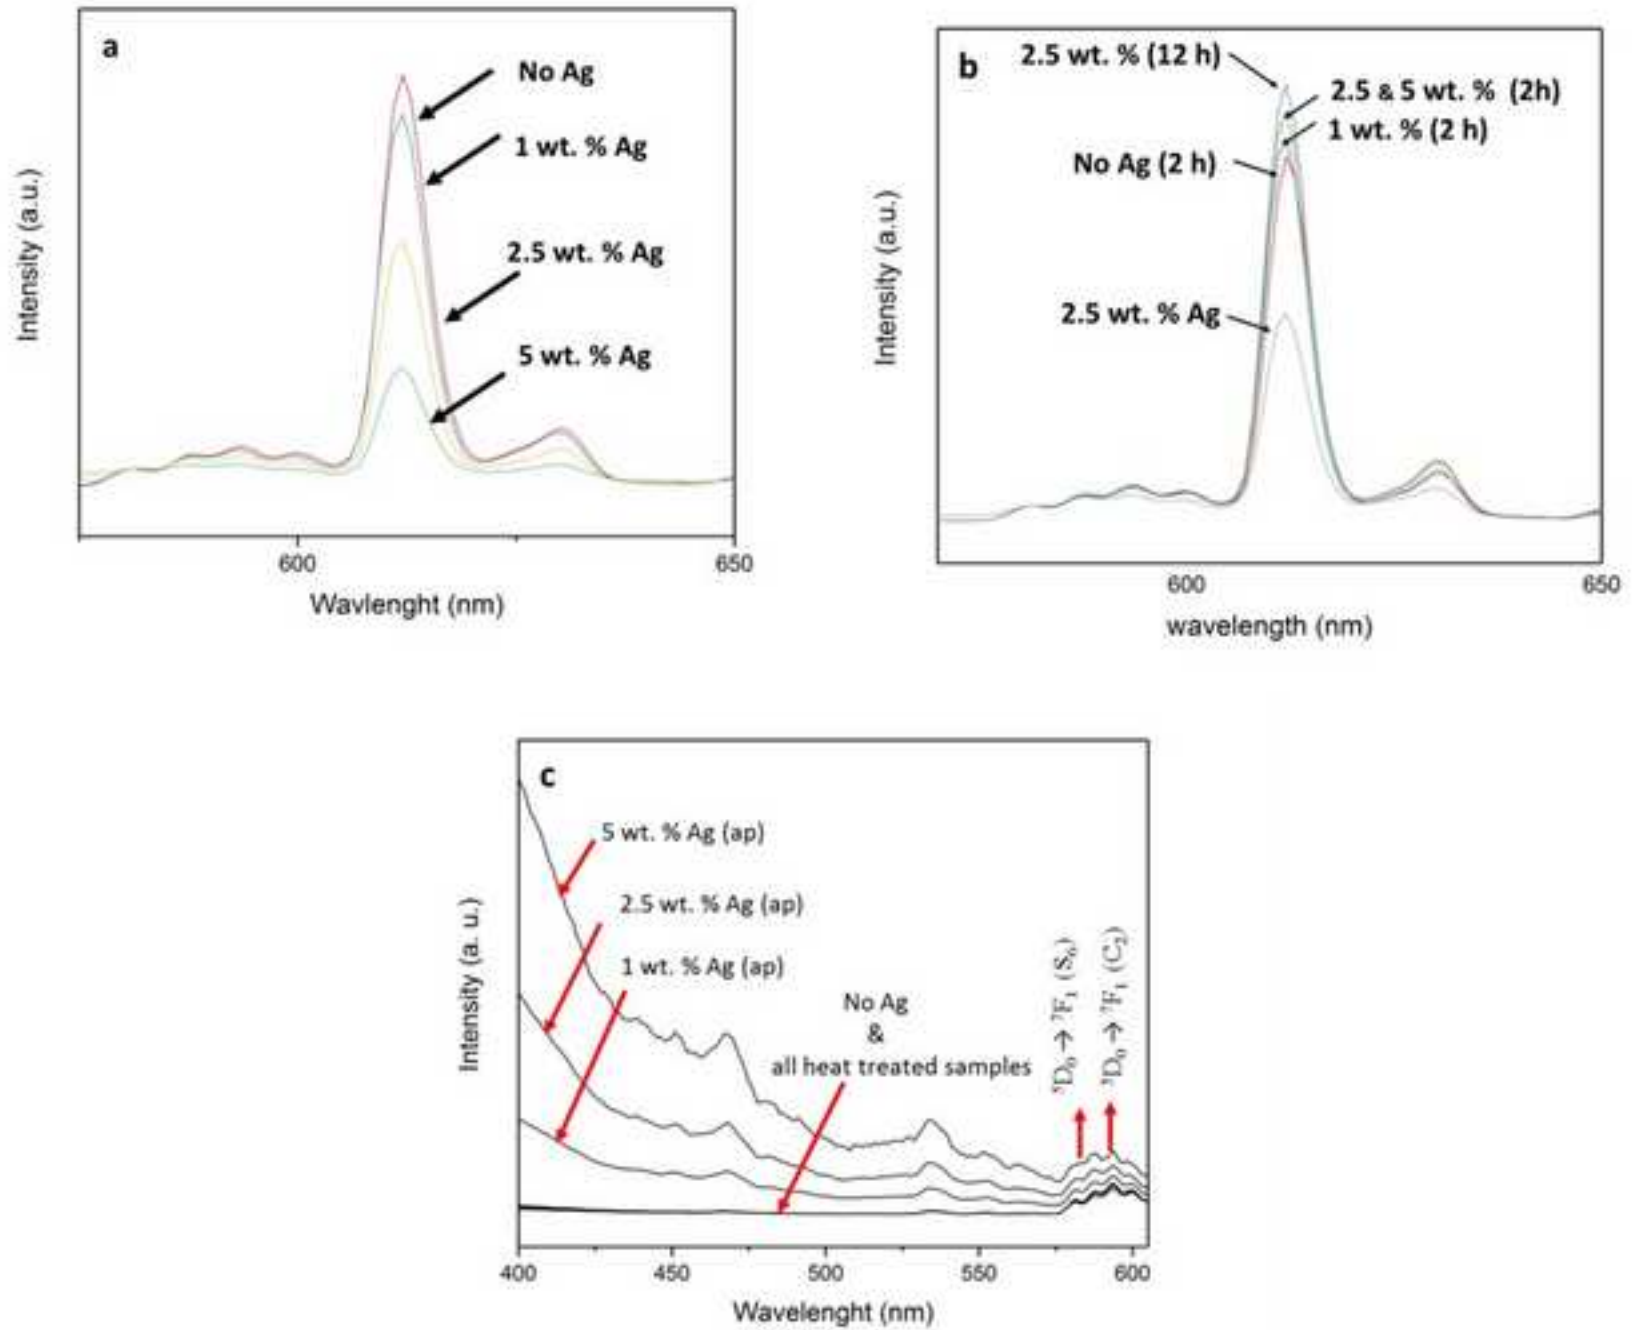 a
No Ag
1 wt. % Ag
2.5 wt. % Ag
5 wt. % Ag
Intensity (a.u.)
600
650
Wavlenght (nm)
b
2.5 wt. % (12 h)
2.5 & 5 wt. % (2h)
1 wt. % (2 h)
No Ag (2 h)
2.5 wt. % Ag
Intensity (a.u.)
600
650
wavelength (nm)
c
5 wt. % Ag (ap)
2.5 wt. % Ag (ap)
1 wt. % Ag (ap)
No Ag
&
all heat treated samples
⁵D₀ → ⁷F₁ (S₆)
⁵D₀ → ⁷F₁ (C₂)
Intensity (a. u.)
400
450
500
550
600
Wavelenght (nm)